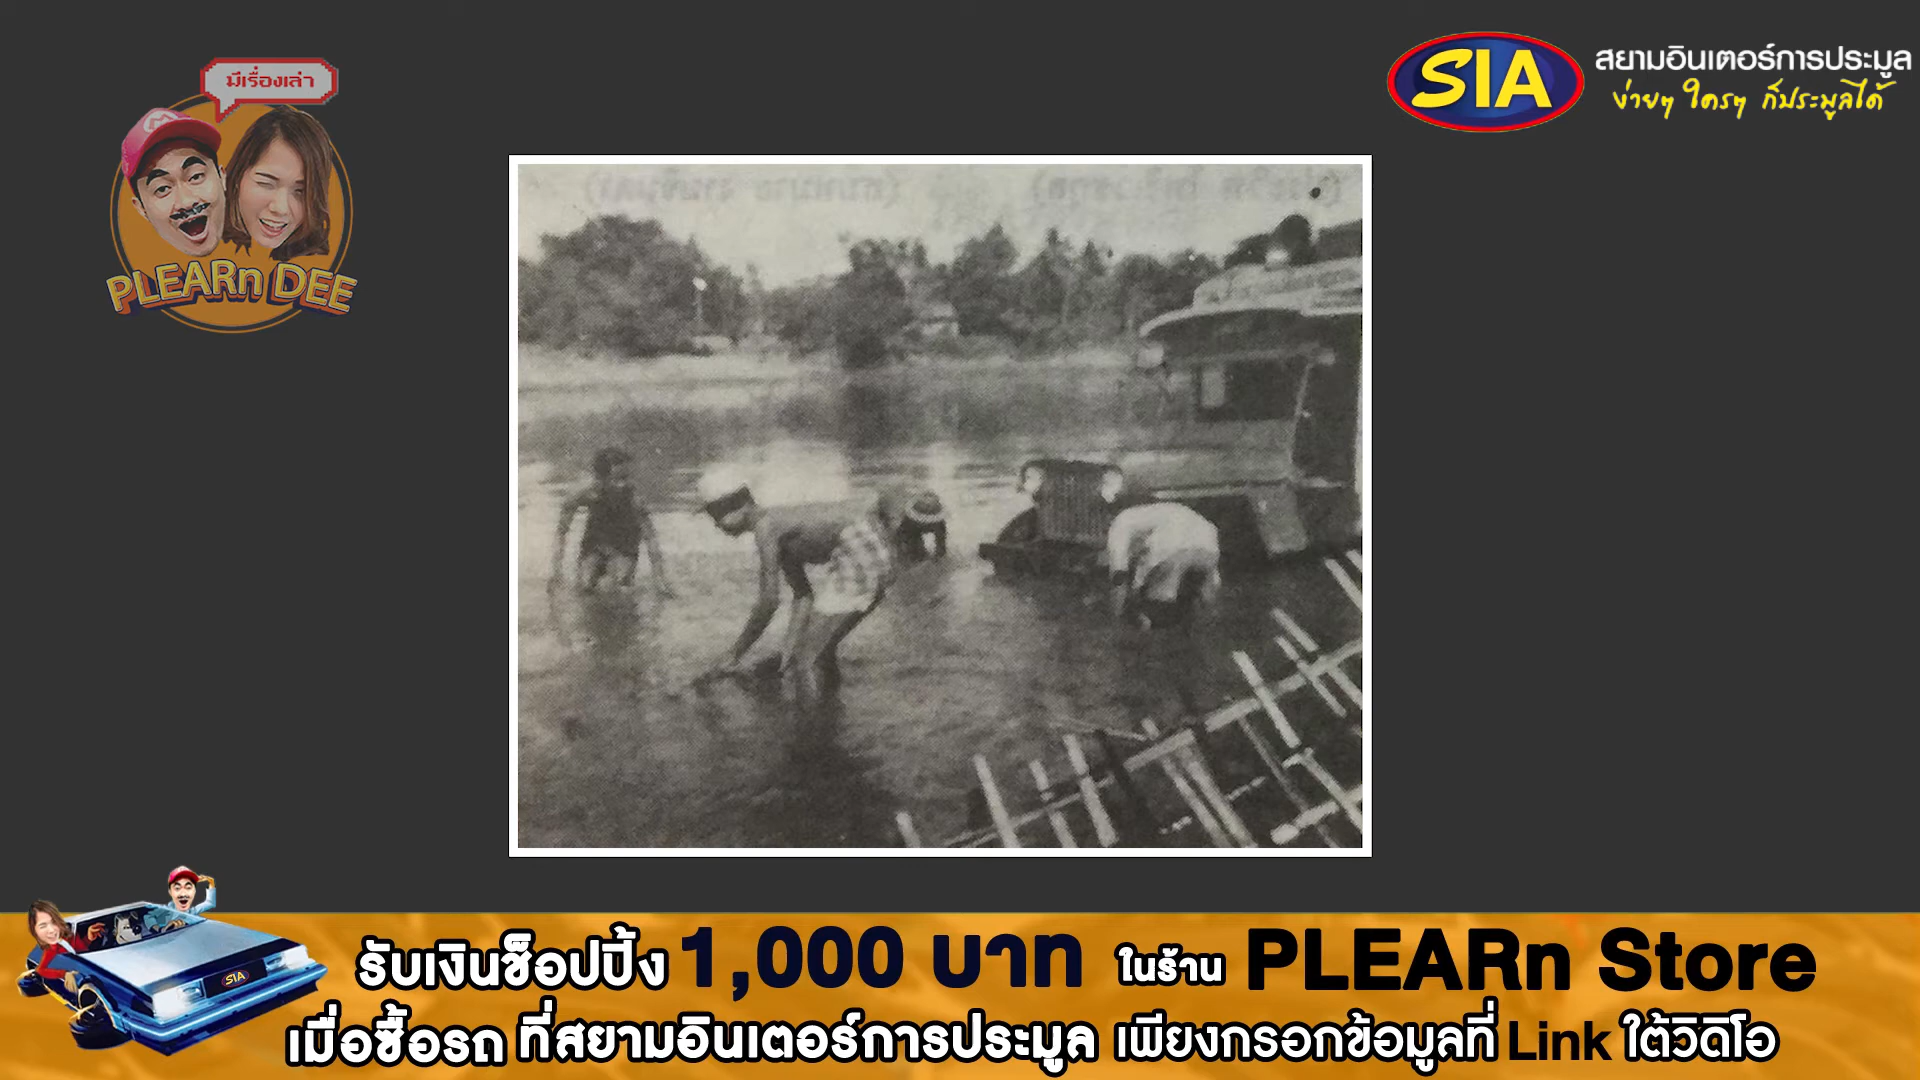 มีเรื่องเล่า
PLEARn DEE
SIA
สยามอินเตอร์การประมูล
ง่ายๆ ใครๆ ก็ประมูลได้
SIA
รับเงินช็อปปิ้ง 1,000 บาท ในร้าน PLEARn Store
เมื่อซื้อรถ ที่สยามอินเตอร์การประมูล เพียงกรอกข้อมูลที่ Link ใต้วิดิโอ